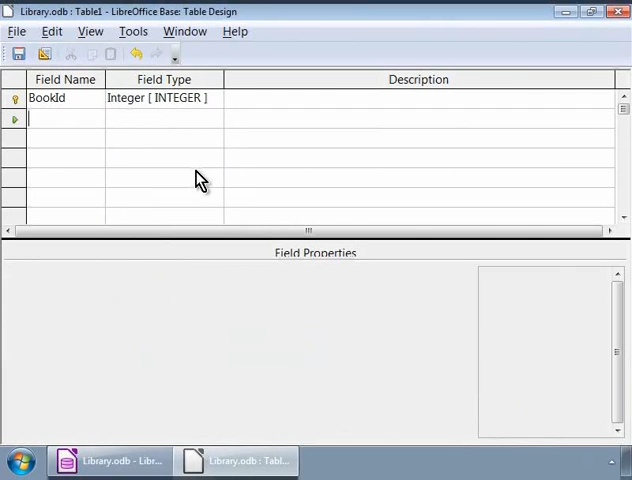 Library.odb : Table1 - LibreOffice Base: Table Design
File Edit View Tools Window Help
Field Name Field Type Description
BookId Integer [ INTEGER ]
Field Properties
Library.odb - Libr... Library.odb : Tabl...